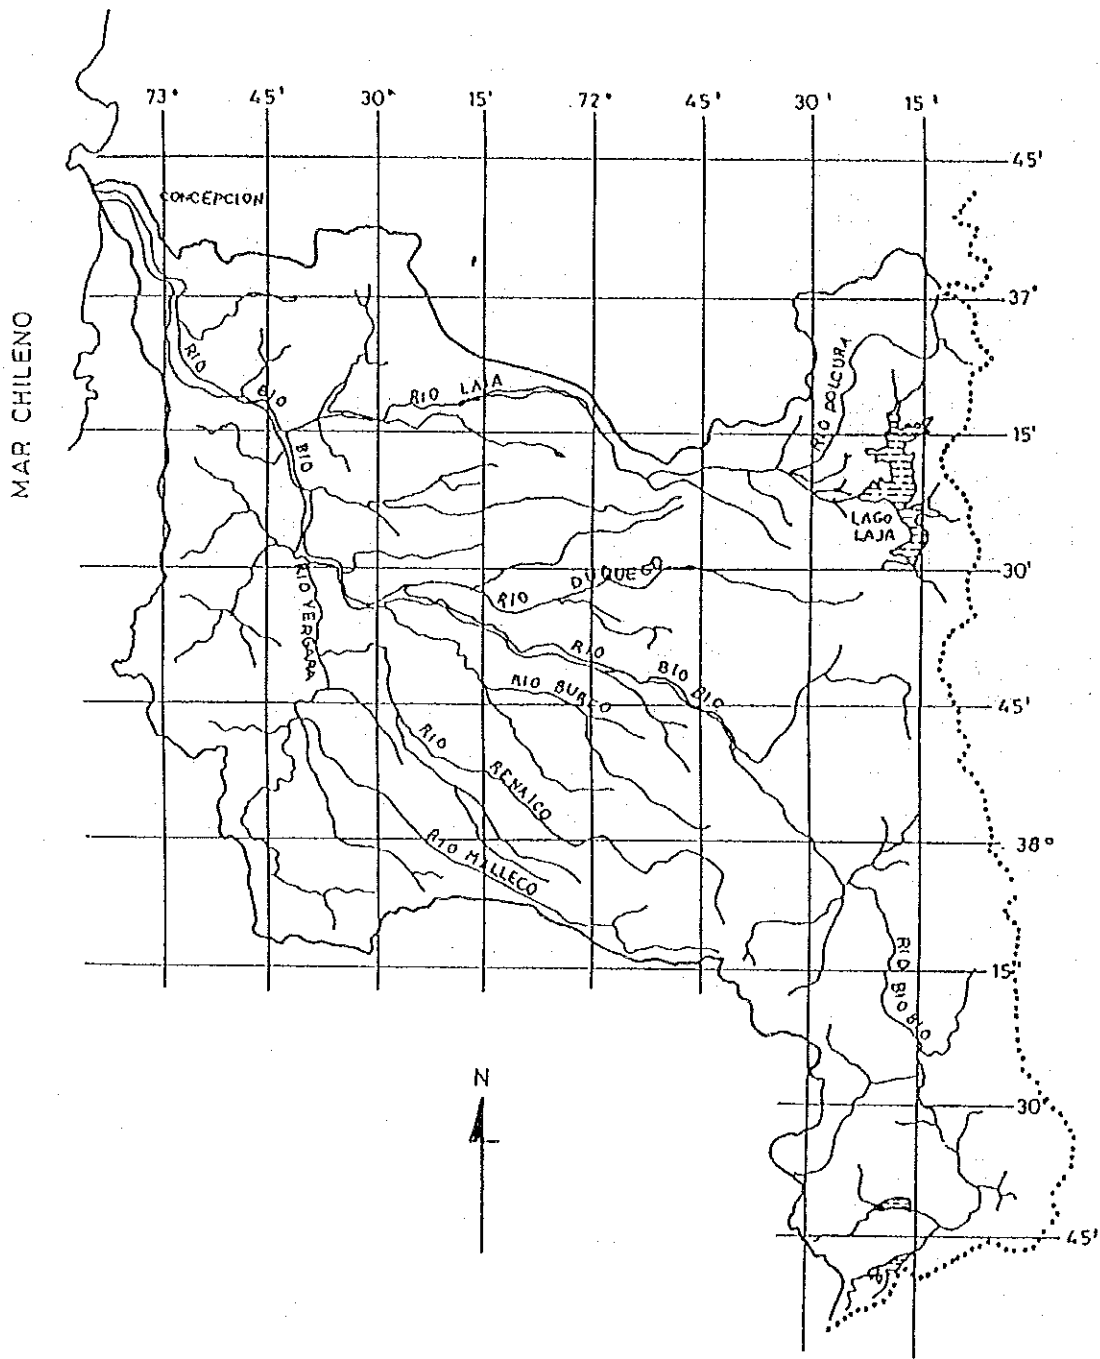 73°
45'
30'
15'
72°
45'
30'
15'
45'
CONCEPCION
37°
MAR CHILENO
RIO
BIO
BIO
RIO LAJA
RIO POLCURA
15'
LAGO
LAJA
30'
RIO DUQUECO
RIO VERGARA
RIO BIO BIO
RIO BUREO
45'
RIO RENAICO
RIO MALLECO
38°
RIO BIO BIO
15'
N
30'
45'